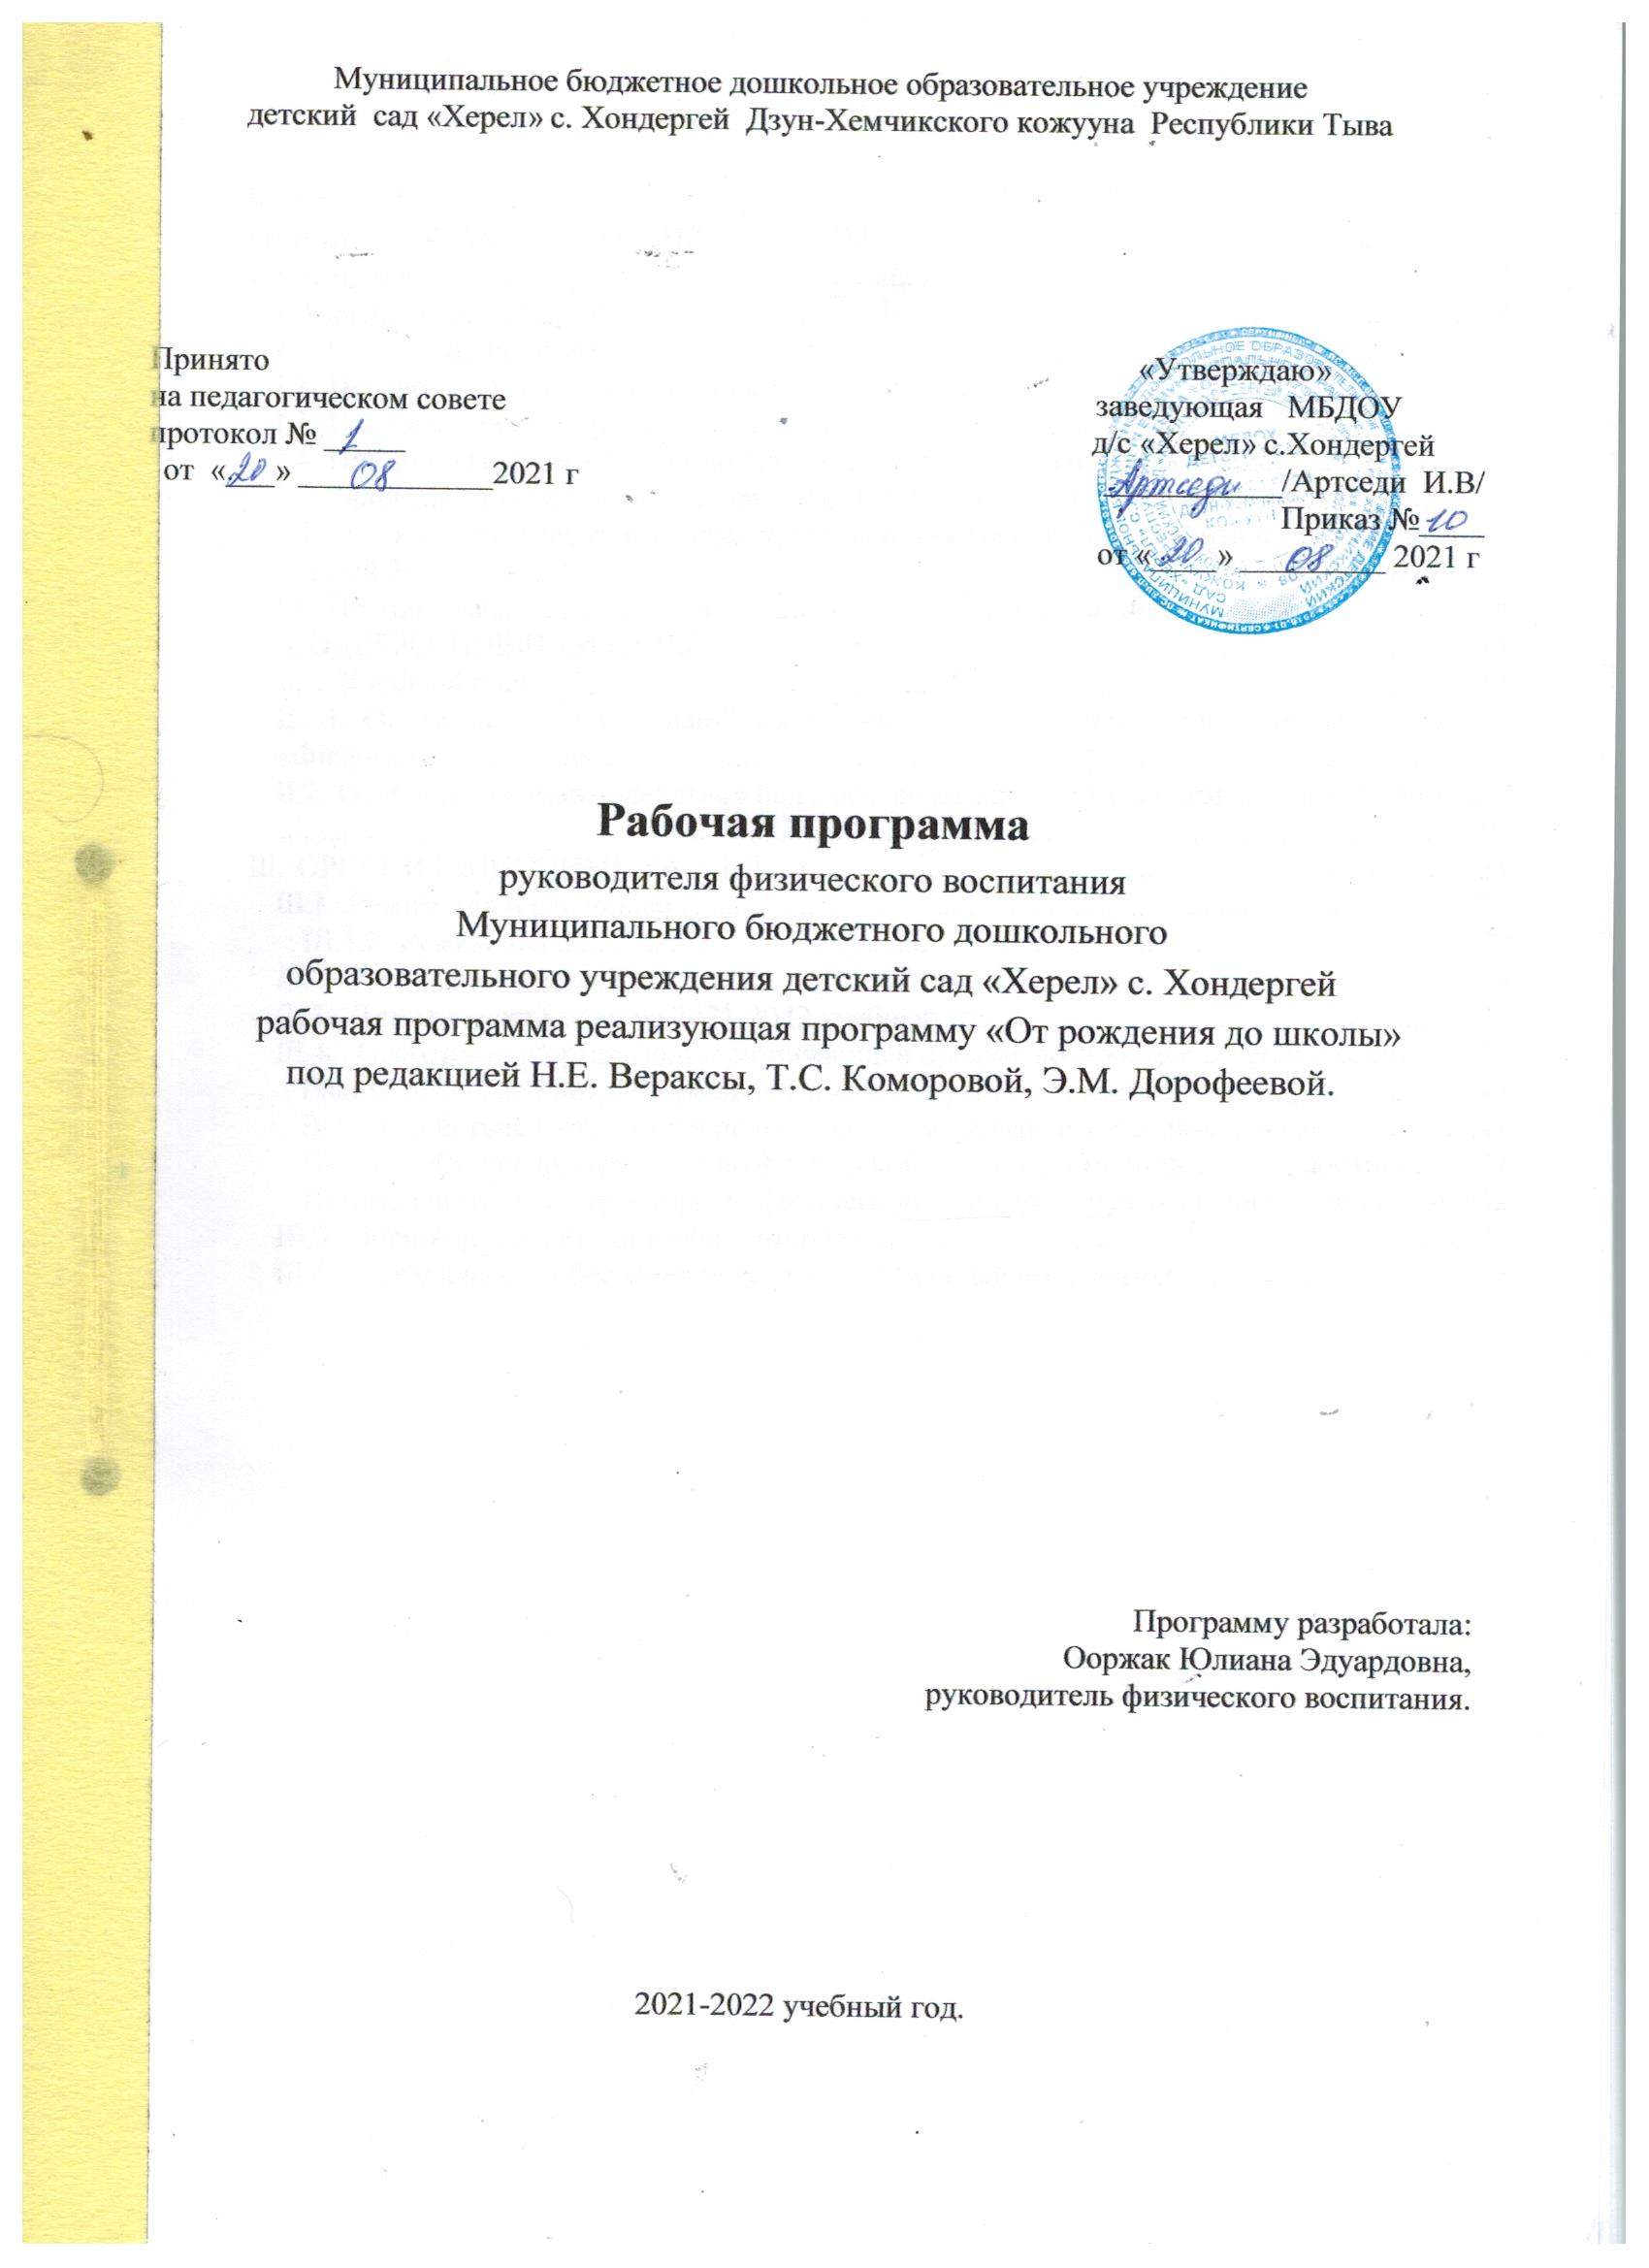 Муниципальное бюджетное дошкольное образовательное учреждение
детский сад «Херел» с. Хондергей Дзун-Хемчикского кожууна Республики Тыва
Принято
на педагогическом совете
протокол № 1
от «20» 08 2021 г
«Утверждаю»
заведующая МБДОУ
д/с «Херел» с.Хондергей
Артседи /Артседи И.В/
Приказ № 10
от «20» 08 2021 г
Рабочая программа
руководителя физического воспитания
Муниципального бюджетного дошкольного
образовательного учреждения детский сад «Херел» с. Хондергей
рабочая программа реализующая программу «От рождения до школы»
под редакцией Н.Е. Вераксы, Т.С. Коморовой, Э.М. Дорофеевой.
Программу разработала:
Ооржак Юлиана Эдуардовна,
руководитель физического воспитания.
2021-2022 учебный год.